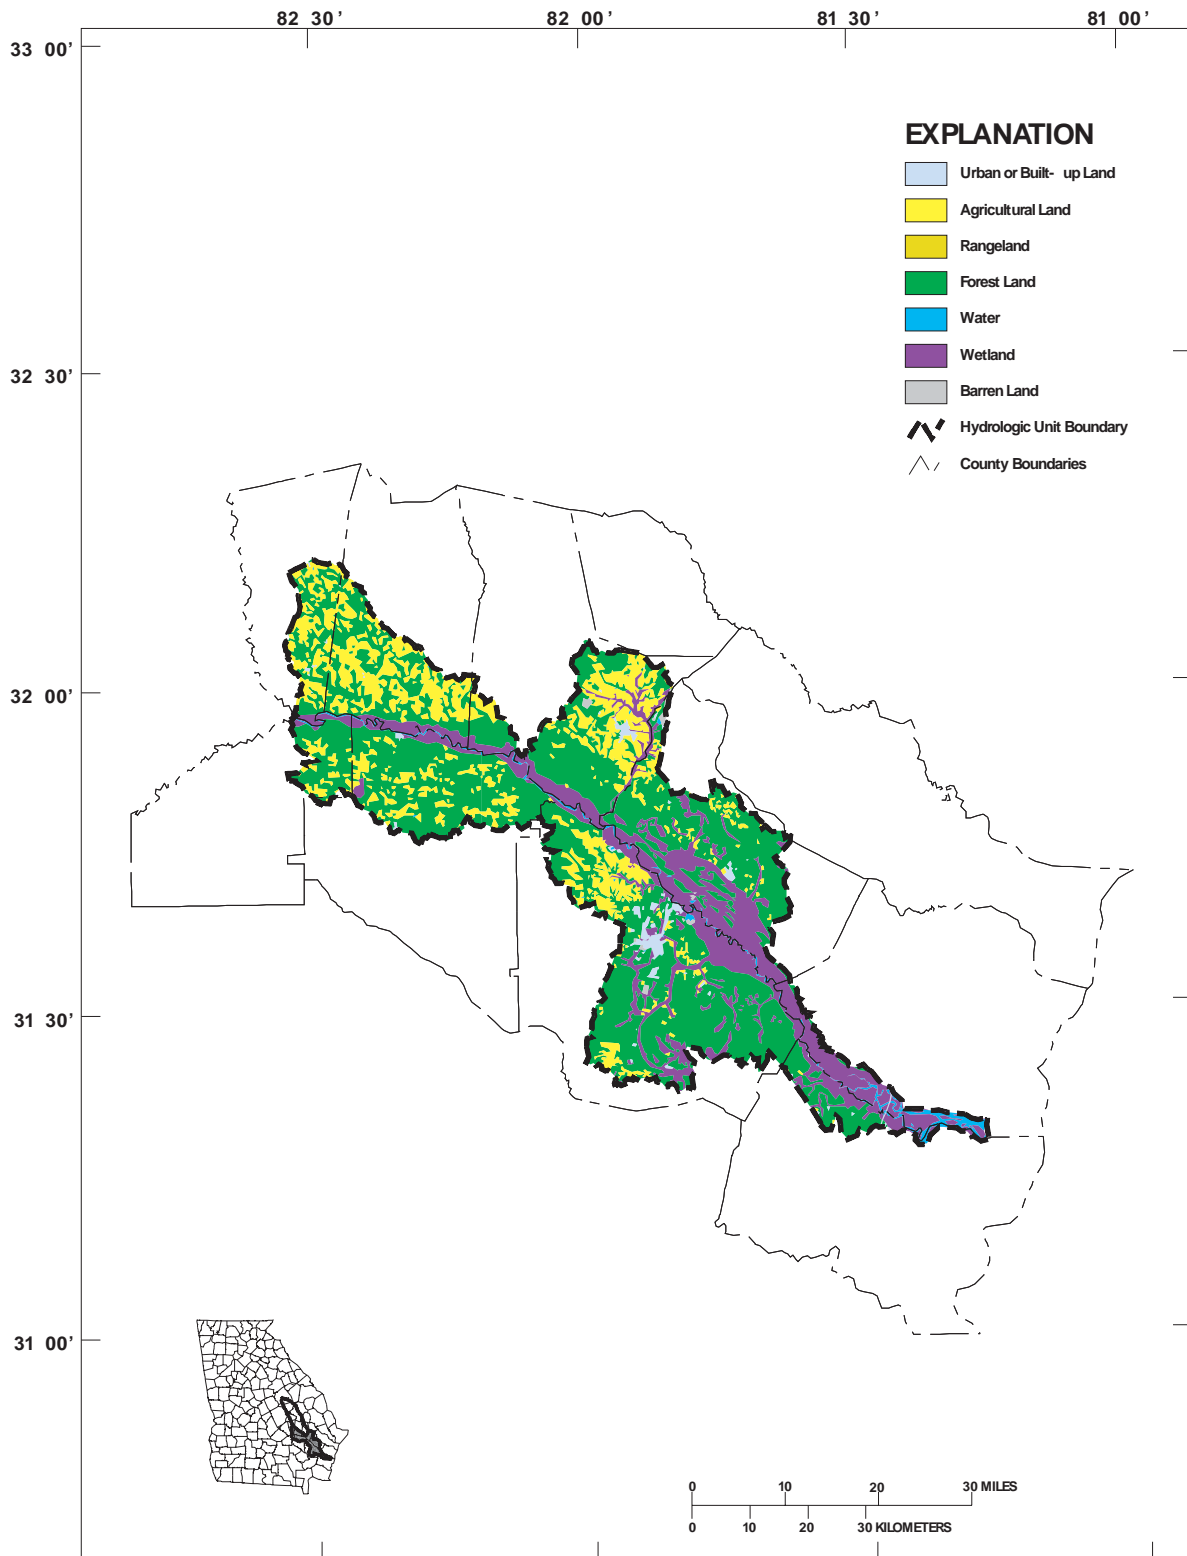 82 30' 82 00' 81 30' 81 00'
33 00'
EXPLANATION
Urban or Built- up Land
Agricultural Land
Rangeland
Forest Land
Water
Wetland
32 30'
Barren Land
Hydrologic Unit Boundary
County Boundaries
32 00'
31 30'
31 00'
0 10 20 30 MILES
0 10 20 30 KILOMETERS